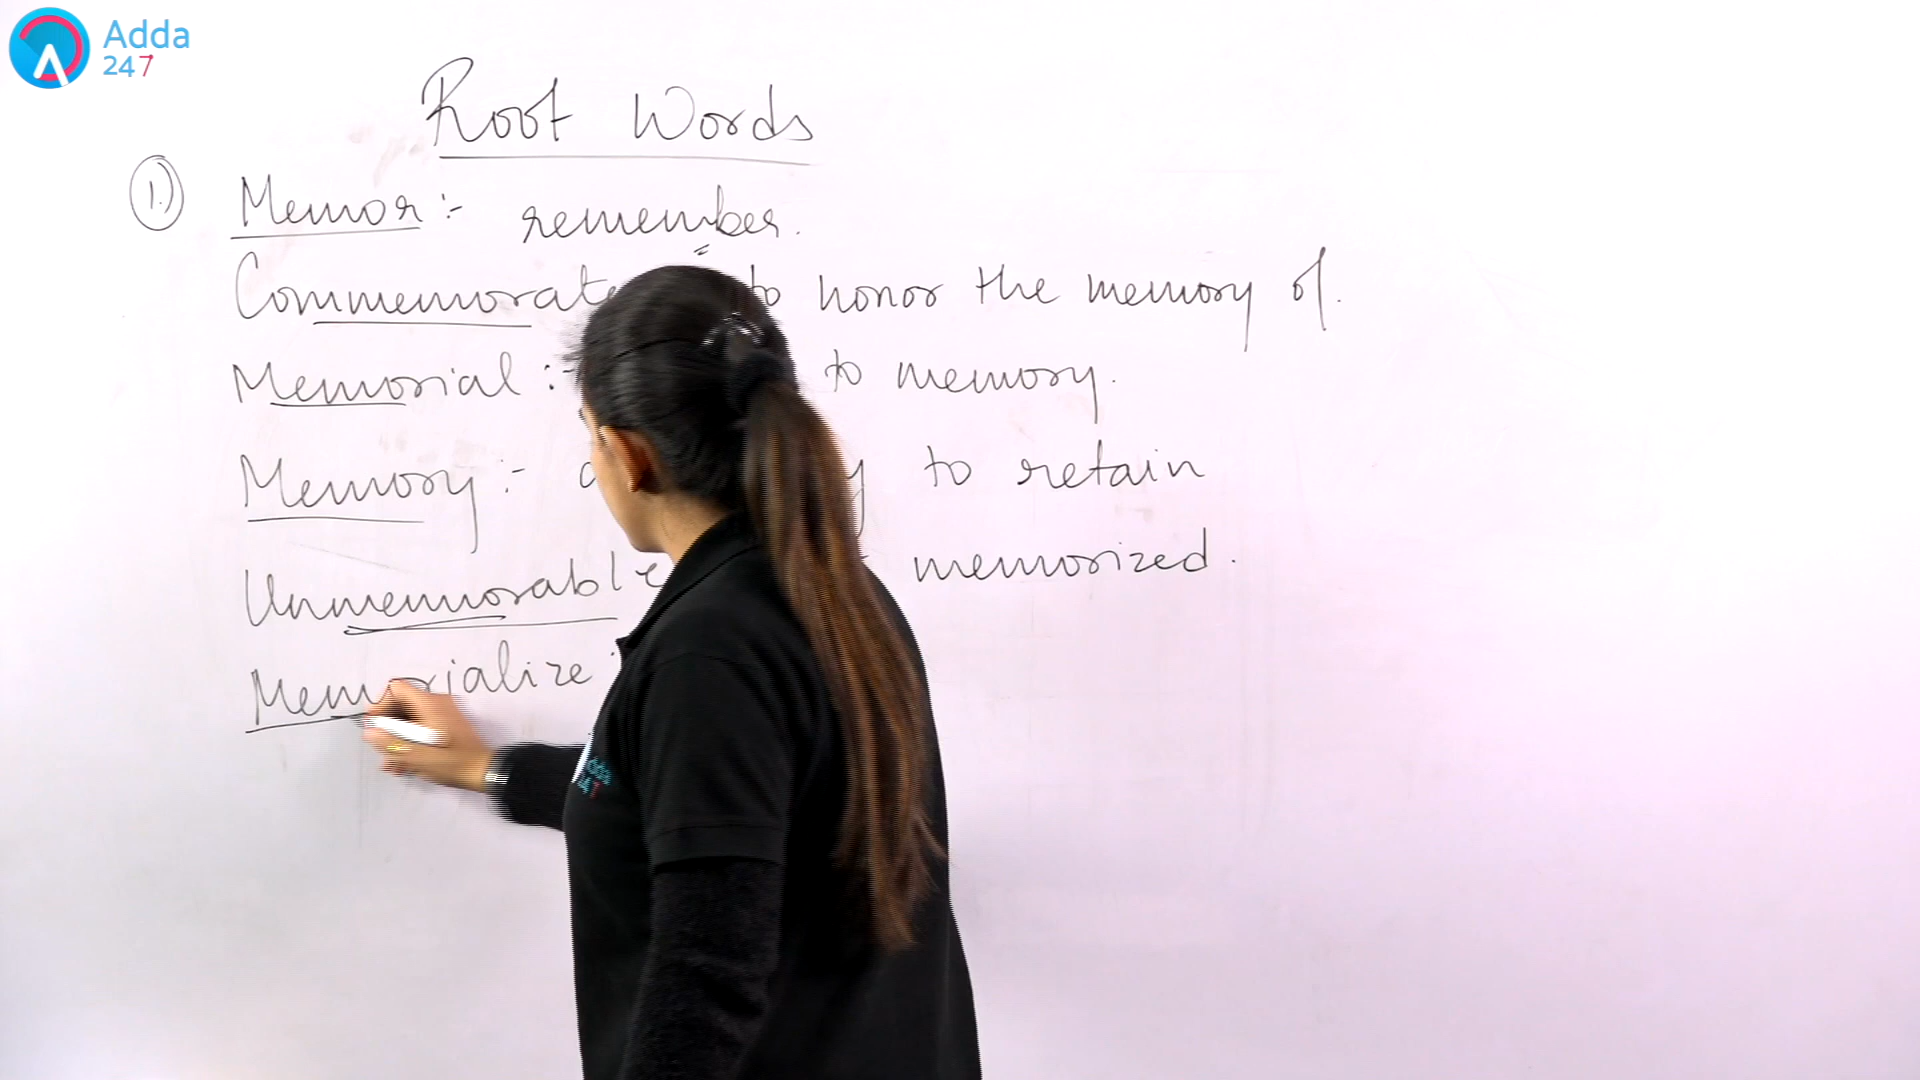 Adda
247
Root Words
1.) Memor :- remember.
Commemorate to honor the memory of.
Memorial :- to memory.
Memory :- to retain
Unmemorable memorized.
Memorialize
Adda
247